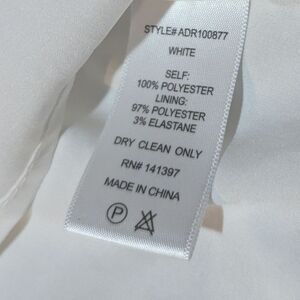 STYLE# ADR100877
WHITE
SELF:
100% POLYESTER
LINING:
97% POLYESTER
3% ELASTANE
DRY CLEAN ONLY
RN# 141397
MADE IN CHINA
P